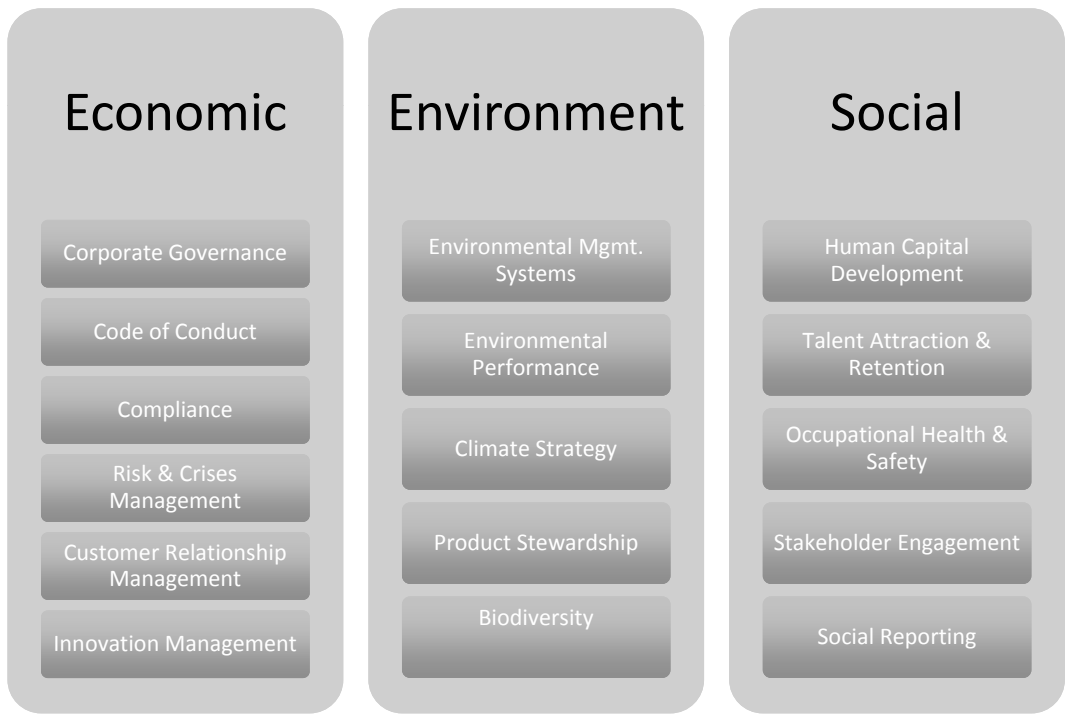 Economic
Corporate Governance
Code of Conduct
Compliance
Risk & Crises
Management
Customer Relationship
Management
Innovation Management
Environment
Environmental Mgmt.
Systems
Environmental
Performance
Climate Strategy
Product Stewardship
Biodiversity
Social
Human Capital
Development
Talent Attraction &
Retention
Occupational Health &
Safety
Stakeholder Engagement
Social Reporting